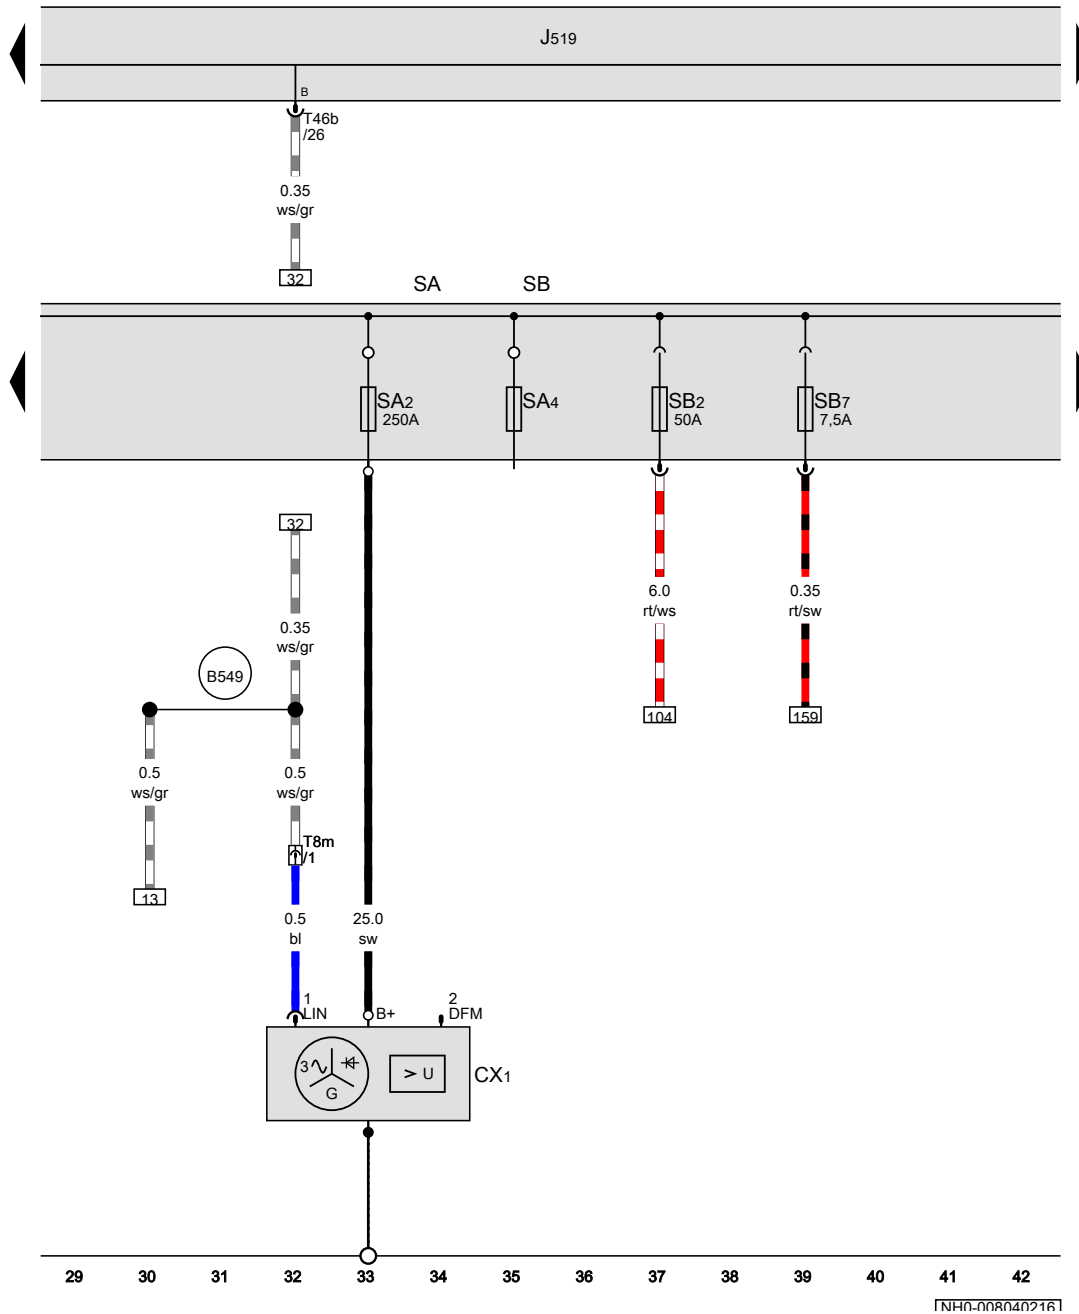 J519
B
T46b
/26
0.35
ws/gr
32
SA SB
SA2
250A
SA4
SB2
50A
SB7
7,5A
32
6.0
rt/ws
0.35
rt/sw
0.35
ws/gr
B549
104
159
0.5
ws/gr
0.5
ws/gr
T8m
/1
13
0.5
bl
25.0
sw
1
LIN
B+
2
DFM
3
G
> U
CX1
29 30 31 32 33 34 35 36 37 38 39 40 41 42
NH0-008040216